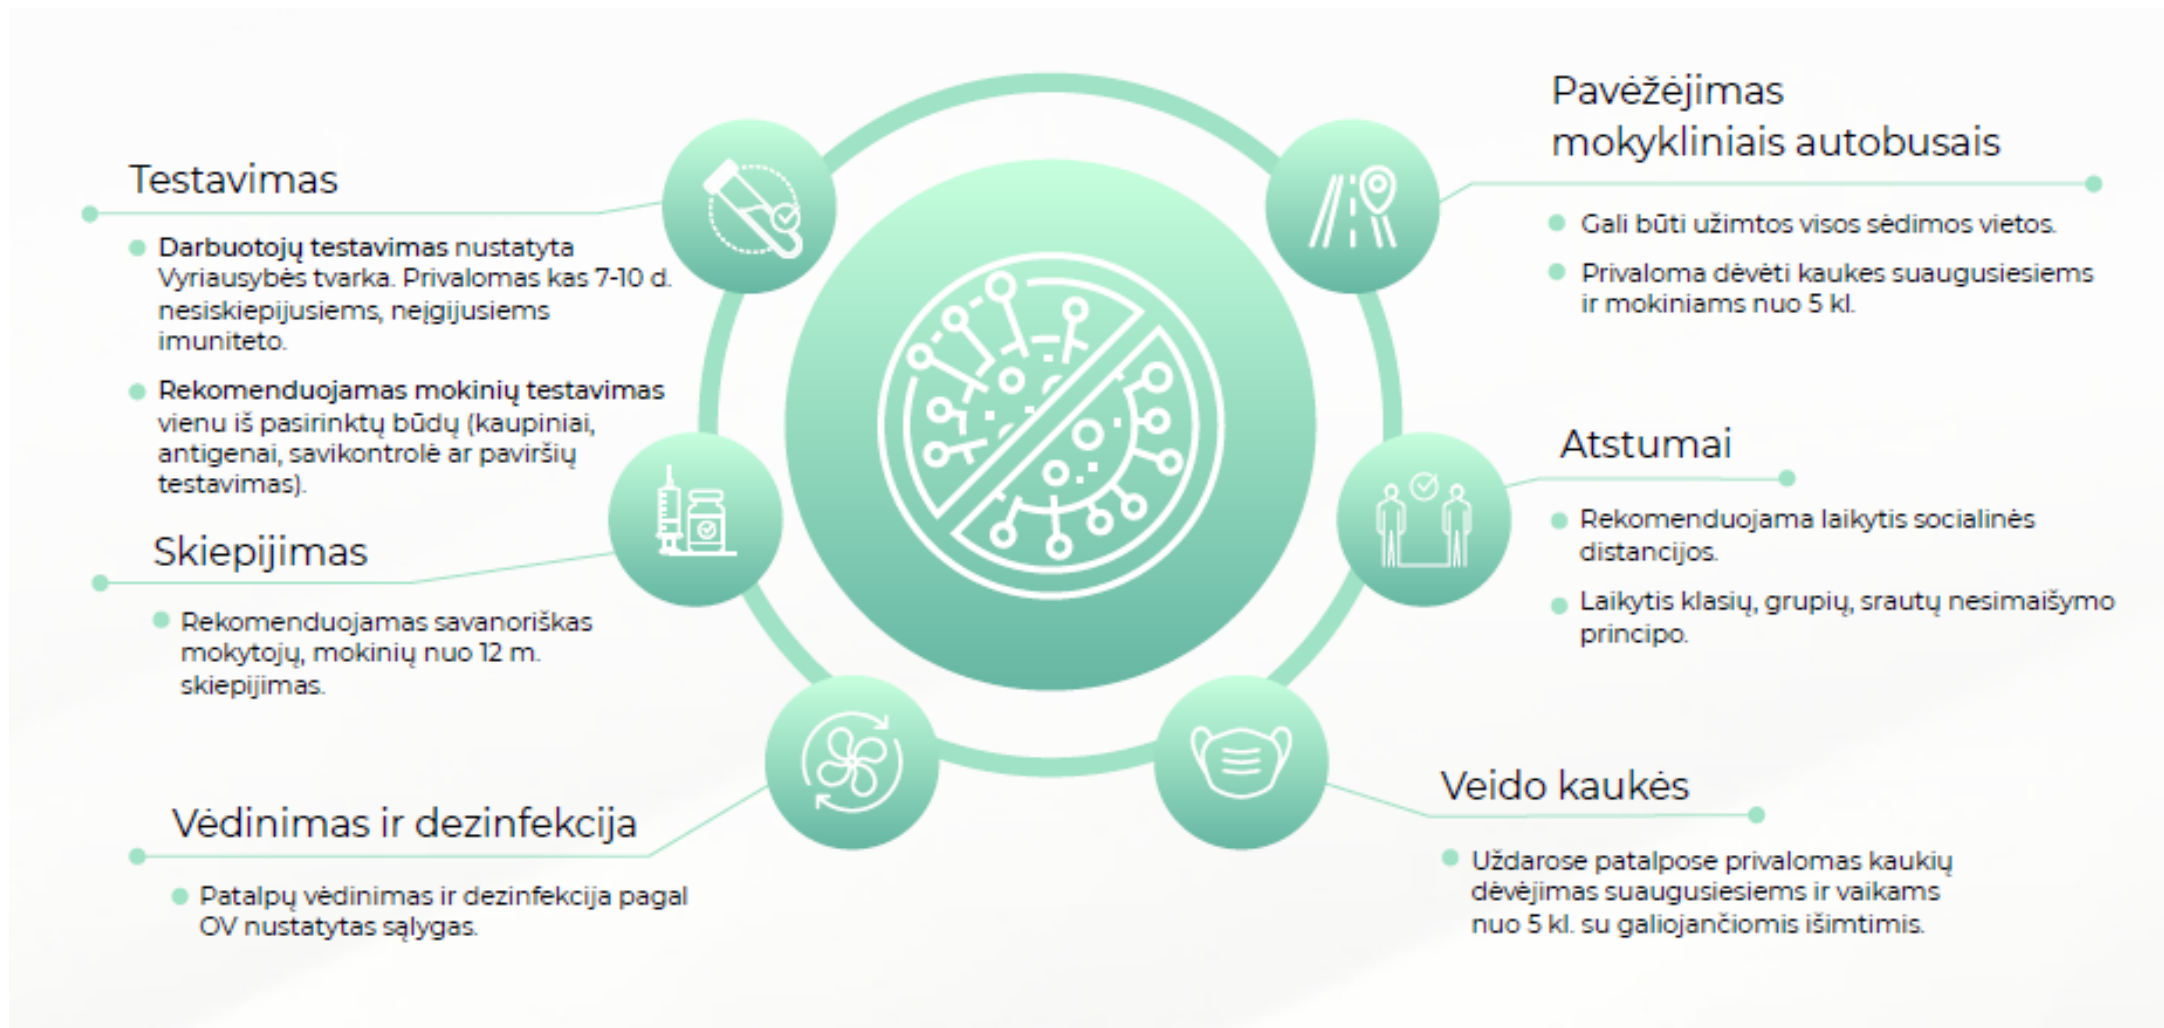 Testavimas
Darbuotojų testavimas nustatyta
Vyriausybės tvarka. Privalomas kas 7-10 d.
nesiskiepijusiems, neįgijusiems
imuniteto.
Rekomenduojamas mokinių testavimas
vienu iš pasirinktų būdų (kaupiniai,
antigenai, savikontrolė ar paviršių
testavimas).
Skiepijimas
Rekomenduojamas savanoriškas
mokytojų, mokinių nuo 12 m.
skiepijimas.
Vėdinimas ir dezinfekcija
Patalpų vėdinimas ir dezinfekcija pagal
OV nustatytas sąlygas.
Pavėžėjimas
mokykliniais autobusais
Gali būti užimtos visos sėdimos vietos.
Privaloma dėvėti kaukes suaugusiesiems
ir mokiniams nuo 5 kl.
Atstumai
Rekomenduojama laikytis socialinės
distancijos.
Laikytis klasių, grupių, srautų nesimaišymo
principo.
Veido kaukės
Uždarose patalpose privalomas kaukių
dėvėjimas suaugusiesiems ir vaikams
nuo 5 kl. su galiojančiomis išimtimis.